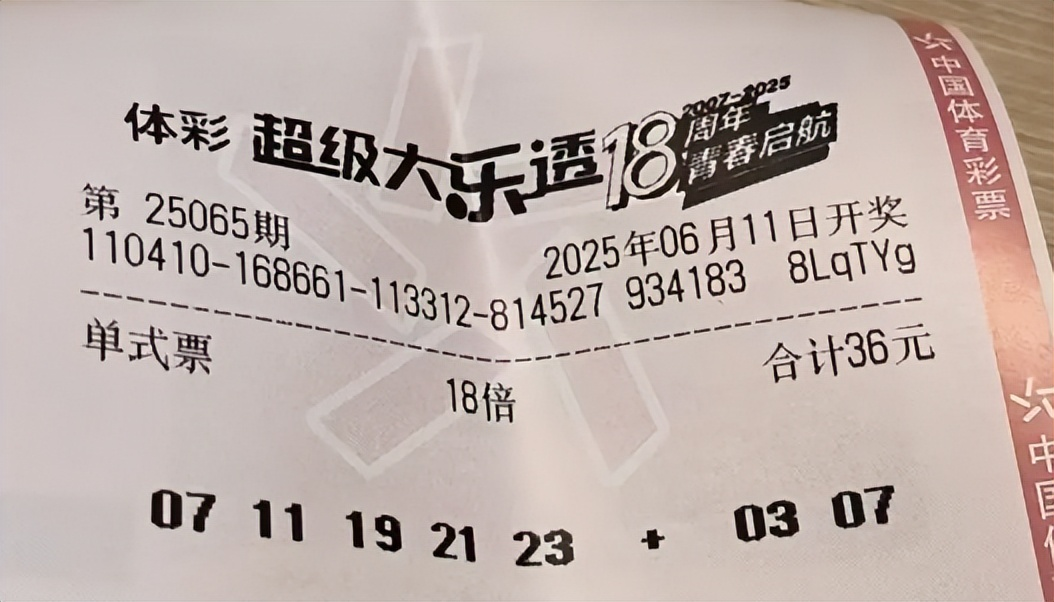 体彩 超级大乐透 18周年 2007-2025
青春启航
第 25065期 2025年06月11日开奖
110410-168661-113312-814527 934183 8LqTYg
单式票 合计36元
18倍
07 11 19 21 23 + 03 07
中国体育彩票
中国体